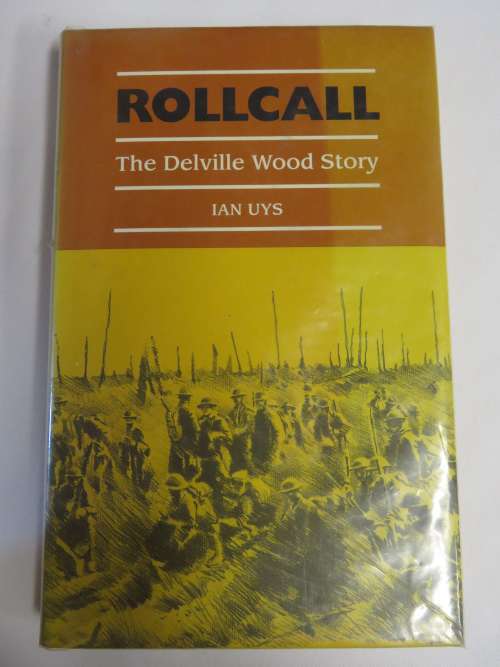 ROLLCALL
The Delville Wood Story
IAN UYS